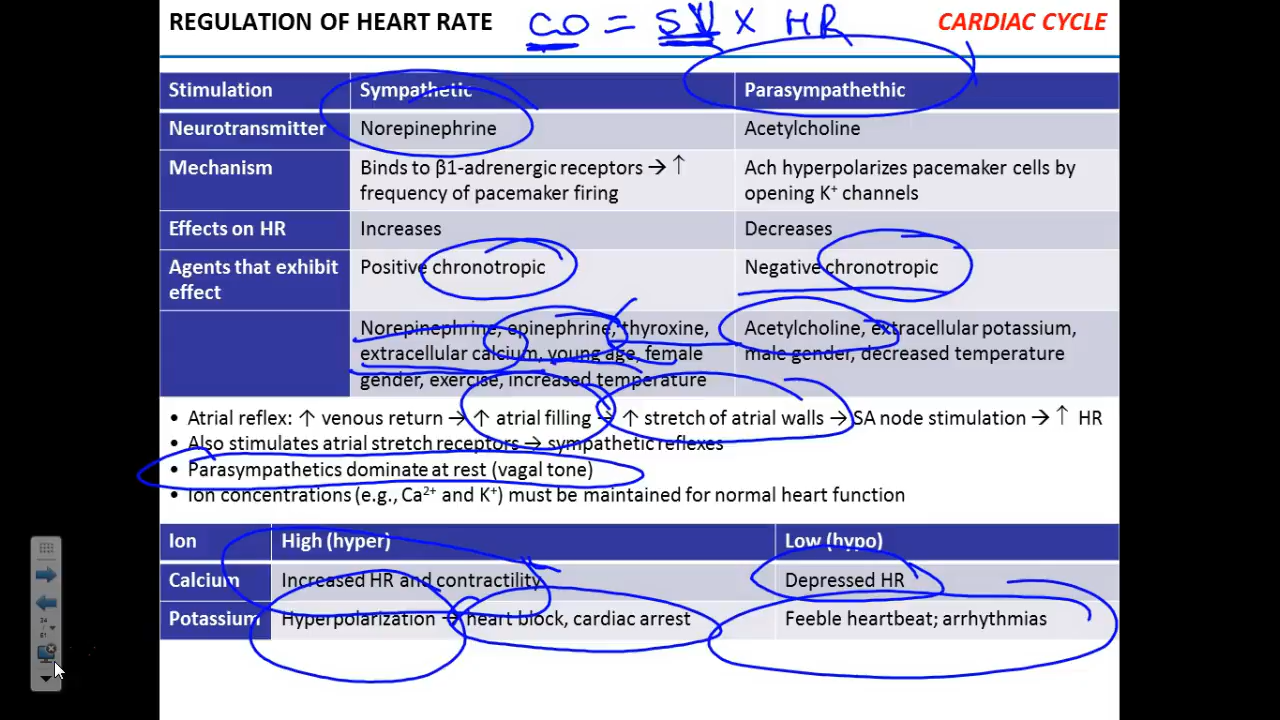 REGULATION OF HEART RATE CO = SV X HR CARDIAC CYCLE
Stimulation Sympathetic Parasympathethic
Neurotransmitter Norepinephrine Acetylcholine
Mechanism Binds to β1-adrenergic receptors → ↑ Ach hyperpolarizes pacemaker cells by
frequency of pacemaker firing opening K⁺ channels
Effects on HR Increases Decreases
Agents that exhibit Positive chronotropic Negative chronotropic
effect
Norepinephrine, epinephrine, thyroxine, Acetylcholine, extracellular potassium,
extracellular calcium, young age, female male gender, decreased temperature
gender, exercise, increased temperature
• Atrial reflex: ↑ venous return → ↑ atrial filling → ↑ stretch of atrial walls → SA node stimulation → ↑ HR
• Also stimulates atrial stretch receptors → sympathetic reflexes
• Parasympathetics dominate at rest (vagal tone)
• Ion concentrations (e.g., Ca²⁺ and K⁺) must be maintained for normal heart function
Ion High (hyper) Low (hypo)
Calcium Increased HR and contractility Depressed HR
Potassium Hyperpolarization → heart block, cardiac arrest Feeble heartbeat; arrhythmias